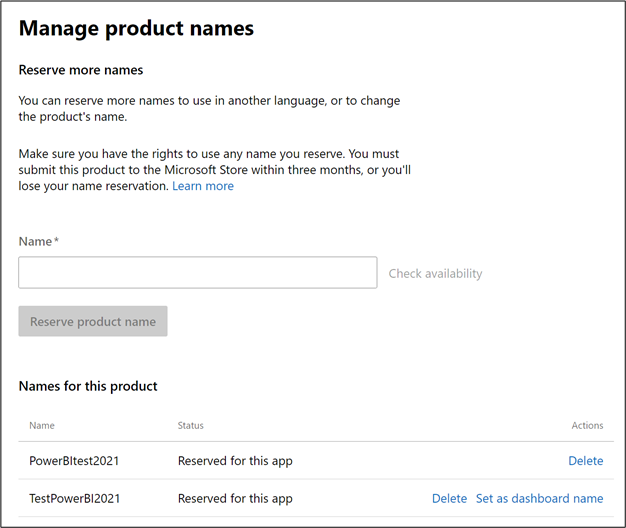 Manage product names
Reserve more names
You can reserve more names to use in another language, or to change
the product's name.
Make sure you have the rights to use any name you reserve. You must
submit this product to the Microsoft Store within three months, or you'll
lose your name reservation. Learn more
Name*
Check availability
Reserve product name
Names for this product
Name Status Actions
PowerBItest2021 Reserved for this app Delete
TestPowerBI2021 Reserved for this app Delete Set as dashboard name